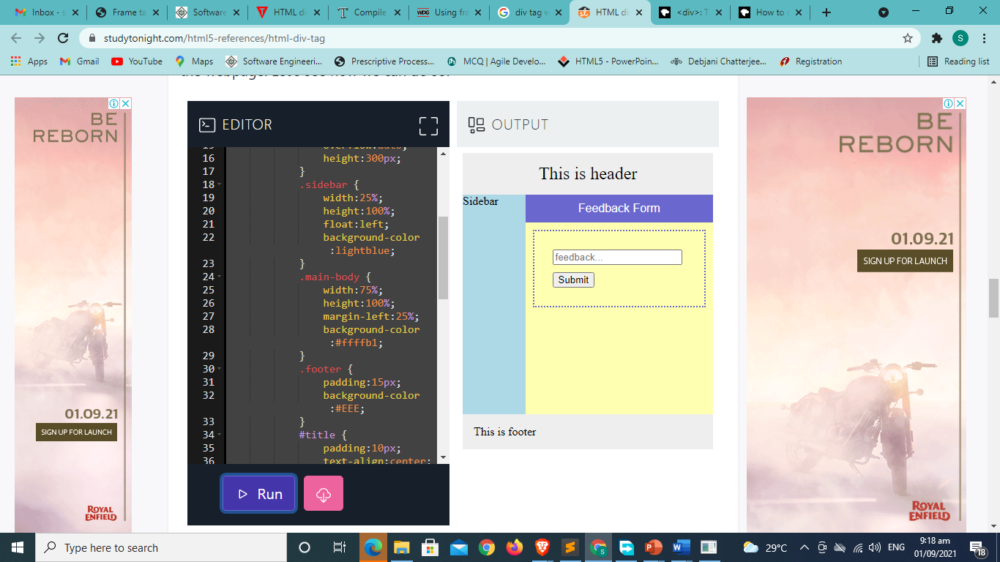 Inbox - s
Frame ta
Software
HTML di
Compile
Using fra
div tag w
HTML di
<div>: T
How to s
studytonight.com/html5-references/html-div-tag
S
Apps
Gmail
YouTube
Maps
Software Engineeri...
Prescriptive Process...
MCQ | Agile Develo...
HTML5 - PowerPoin...
Debjani Chatterjee...
Registration
Reading list
the webpage. Let's see how we can do so:
BE
REBORN
01.09.21
SIGN UP FOR LAUNCH
ROYAL
ENFIELD
EDITOR
15 overflow:auto;
16 height:300px;
17 }
18 .sidebar {
19 width:25%;
20 height:100%;
21 float:left;
22 background-color
:lightblue;
23 }
24 .main-body {
25 width:75%;
26 height:100%;
27 margin-left:25%;
28 background-color
:#ffffb1;
29 }
30 .footer {
31 padding:15px;
32 background-color
:#EEE;
33 }
34 #title {
35 padding:10px;
36 text-align:center;
Run
OUTPUT
This is header
Sidebar
Feedback Form
feedback...
Submit
This is footer
BE
REBORN
01.09.21
SIGN UP FOR LAUNCH
ROYAL
ENFIELD
Type here to search
29°C
ENG
9:18 am
01/09/2021
18